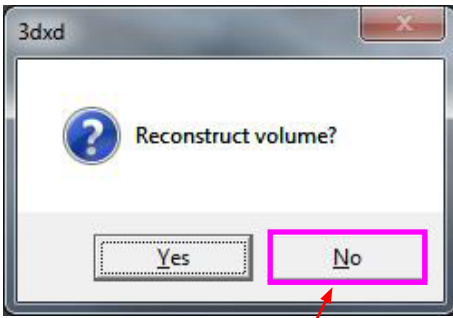 3dxd
Reconstruct volume?
Yes
No